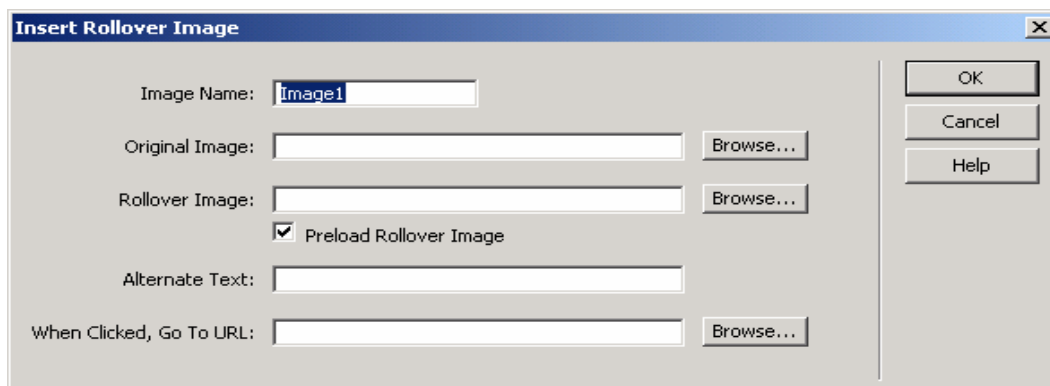 Insert Rollover Image
Image Name: Image1
Original Image: Browse...
Rollover Image: Browse...
Preload Rollover Image
Alternate Text:
When Clicked, Go To URL: Browse...
OK
Cancel
Help